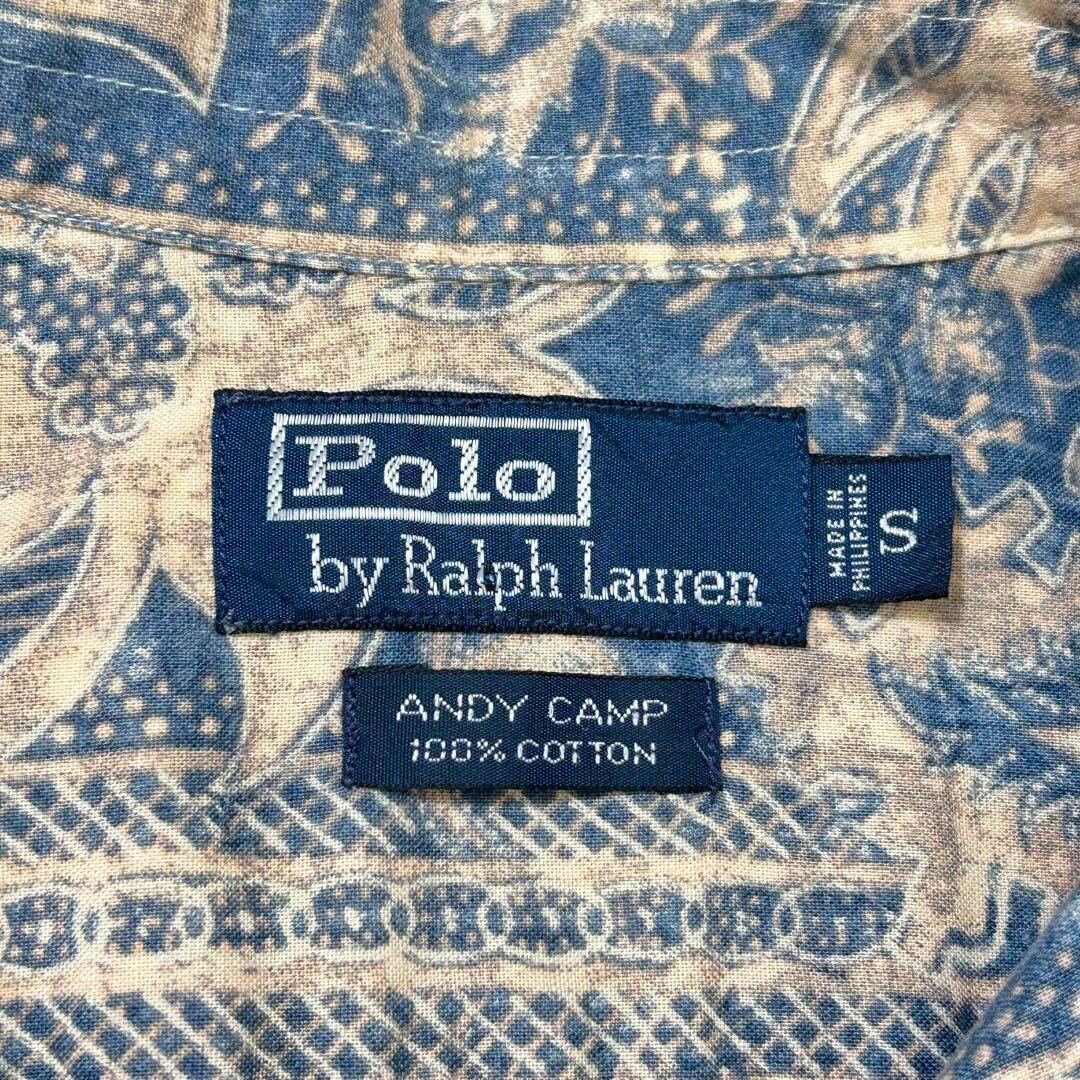 Polo
by Ralph Lauren
MADE IN
PHILIPPINES
S
ANDY CAMP
100% COTTON